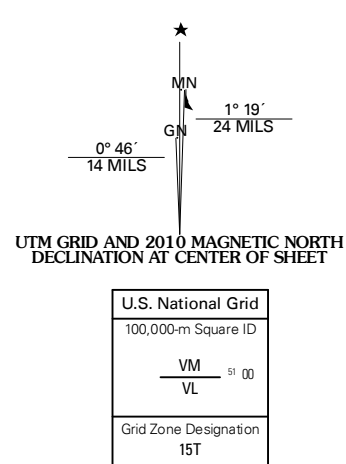 ★
MN
1° 19´
24 MILS
GN
0° 46´
14 MILS
UTM GRID AND 2010 MAGNETIC NORTH
DECLINATION AT CENTER OF SHEET
U.S. National Grid
100,000-m Square ID
VM
51 00
VL
Grid Zone Designation
15T